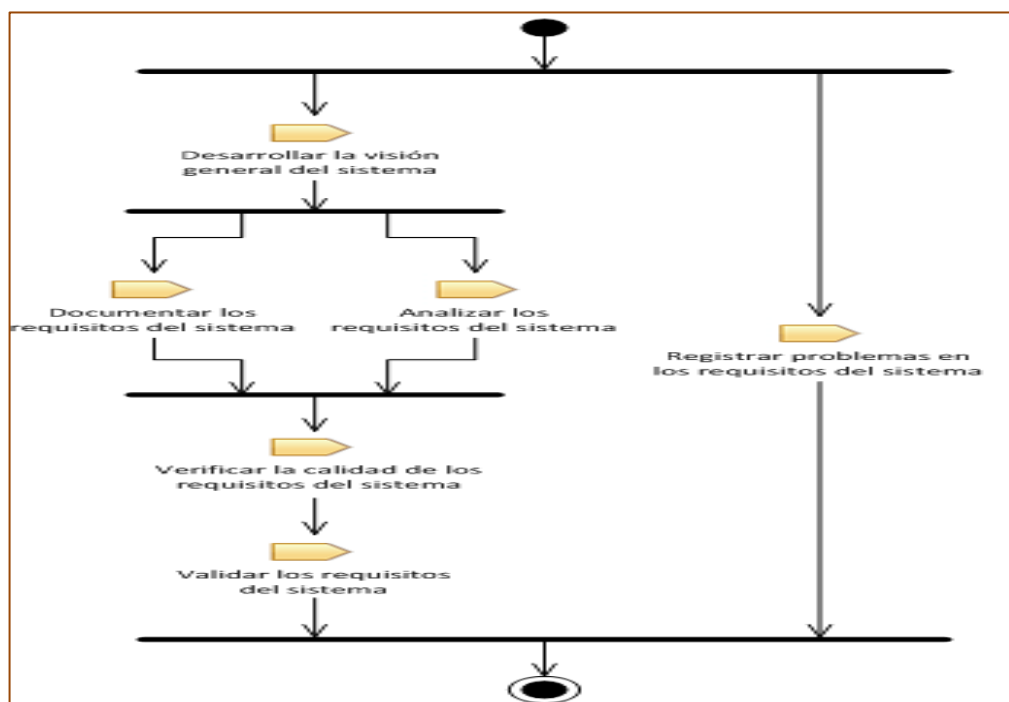 Desarrollar la visión
general del sistema
Documentar los
requisitos del sistema
Analizar los
requisitos del sistema
Registrar problemas en
los requisitos del sistema
Verificar la calidad de los
requisitos del sistema
Validar los requisitos
del sistema